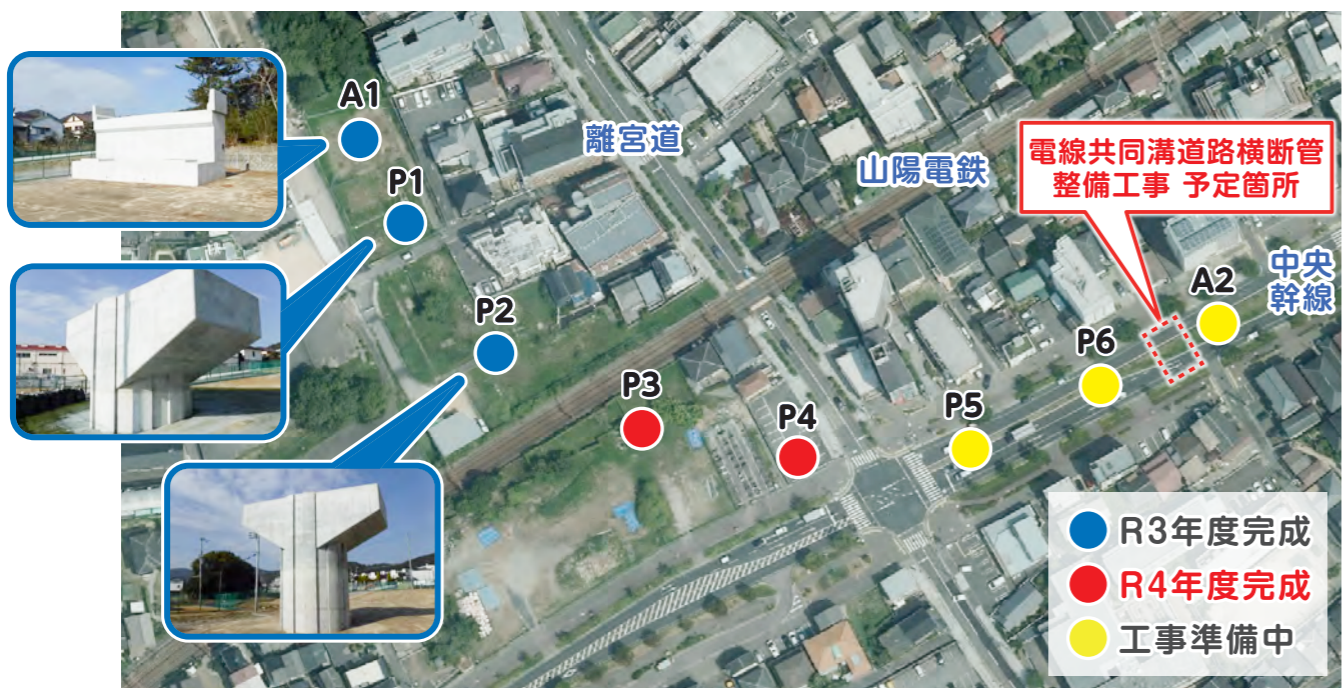 A1
P1
離宮道
山陽電鉄
電線共同溝道路横断管
整備工事 予定箇所
中央
幹線
A2
P2
P6
P3
P4
P5
R3年度完成
R4年度完成
工事準備中